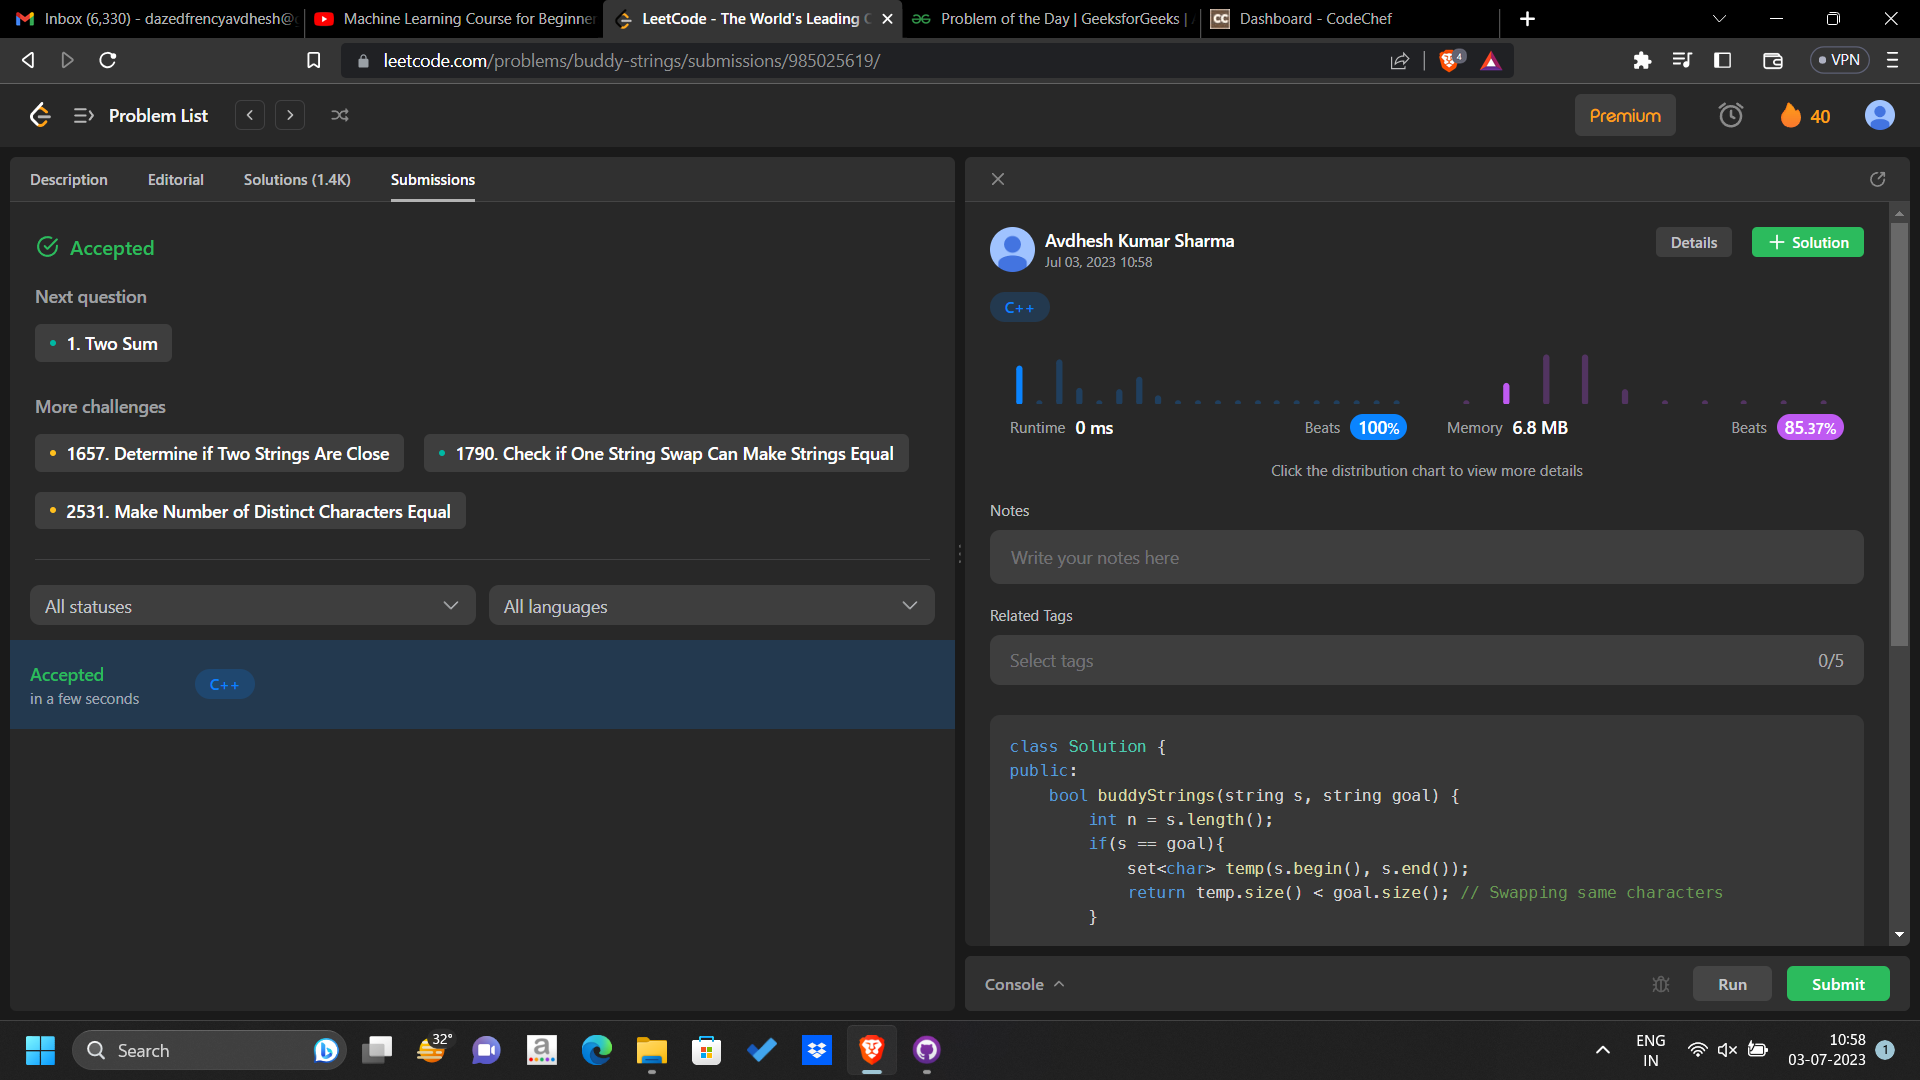 Inbox (6,330) - dazedfrencyavdhesh@
Machine Learning Course for Beginner
LeetCode - The World's Leading
Problem of the Day | GeeksforGeeks |
CC Dashboard - CodeChef
leetcode.com/problems/buddy-strings/submissions/985025619/
4
VPN
Problem List
Premium
40
Description
Editorial
Solutions (1.4K)
Submissions
Accepted
Next question
1. Two Sum
More challenges
1657. Determine if Two Strings Are Close
1790. Check if One String Swap Can Make Strings Equal
2531. Make Number of Distinct Characters Equal
All statuses
All languages
Accepted
in a few seconds
C++
Avdhesh Kumar Sharma
Jul 03, 2023 10:58
Details
+ Solution
C++
Runtime 0 ms
Beats 100%
Memory 6.8 MB
Beats 85.37%
Click the distribution chart to view more details
Notes
Write your notes here
Related Tags
Select tags
0/5
class Solution {
public:
    bool buddyStrings(string s, string goal) {
        int n = s.length();
        if(s == goal){
            set<char> temp(s.begin(), s.end());
            return temp.size() < goal.size(); // Swapping same characters
        }
Console
Run
Submit
Search
32°
a
ENG
IN
10:58
03-07-2023
1